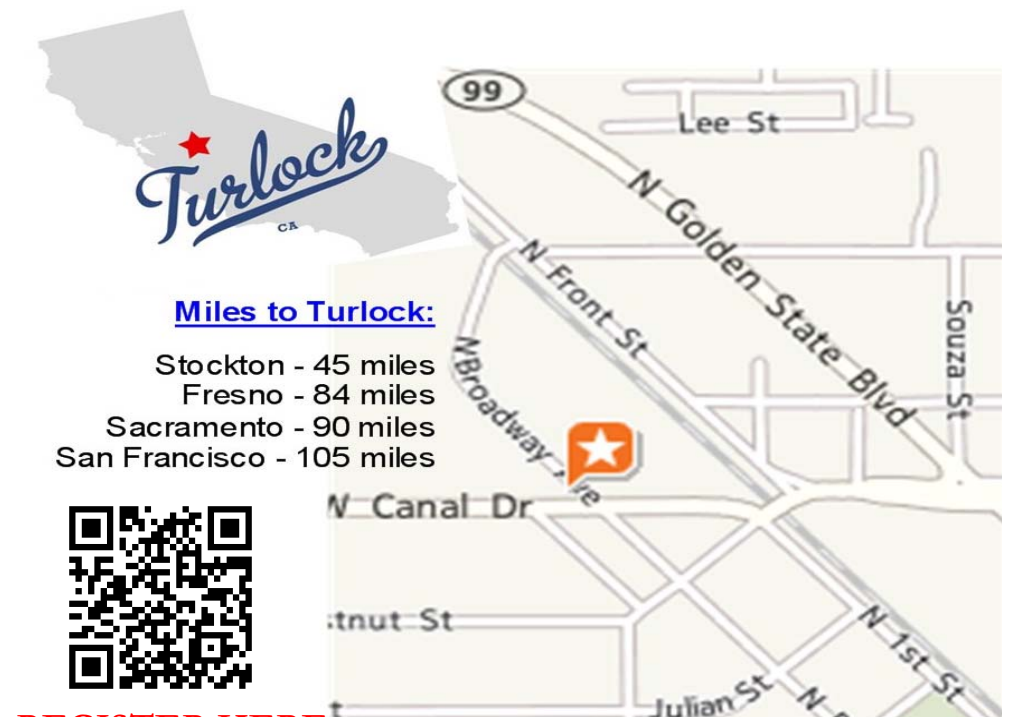 99
Lee St
Turlock
CA
N Golden State Blvd
N Front St
Souza St
Miles to Turlock:
Stockton - 45 miles
Fresno - 84 miles
Sacramento - 90 miles
San Francisco - 105 miles
N Broadway Ave
W Canal Dr
tnut St
N 1st St
Julian St
N
REGISTER HERE